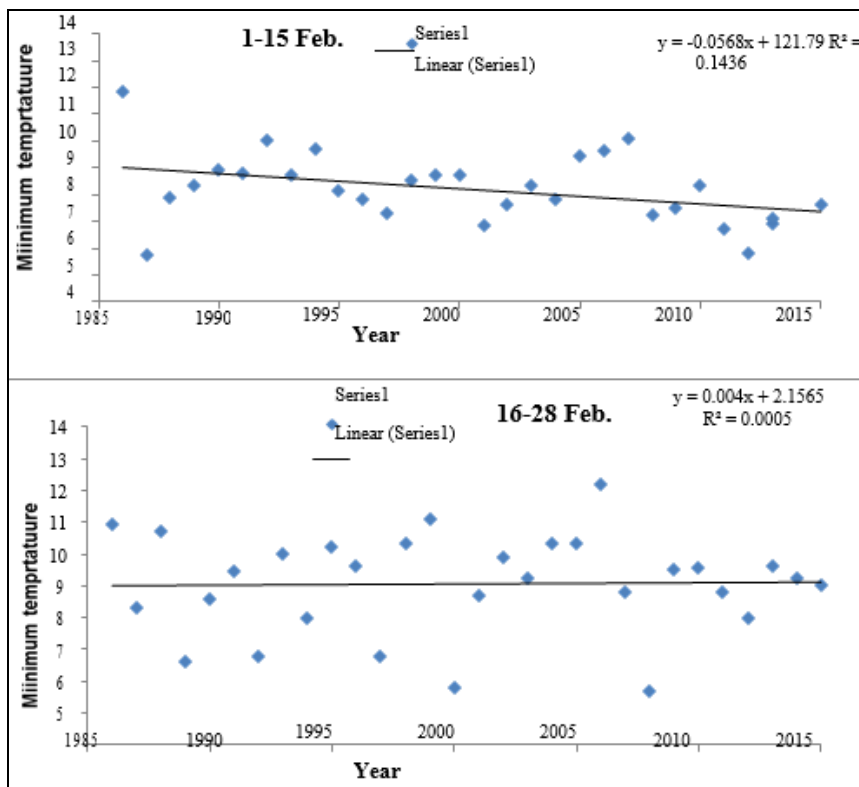 1-15 Feb.
Series1
Linear (Series1)
y = -0.0568x + 121.79 R² =
0.1436
Miinimum temprtatuure
14
13
12
11
10
9
8
7
6
5
4
1985
1990
1995
2000
2005
2010
2015
Year
Series1
Linear (Series1)
16-28 Feb.
y = 0.004x + 2.1565
R² = 0.0005
Miinimum temprtatuure
14
13
12
11
10
9
8
7
6
5
1985
1990
1995
2000
2005
2010
2015
Year